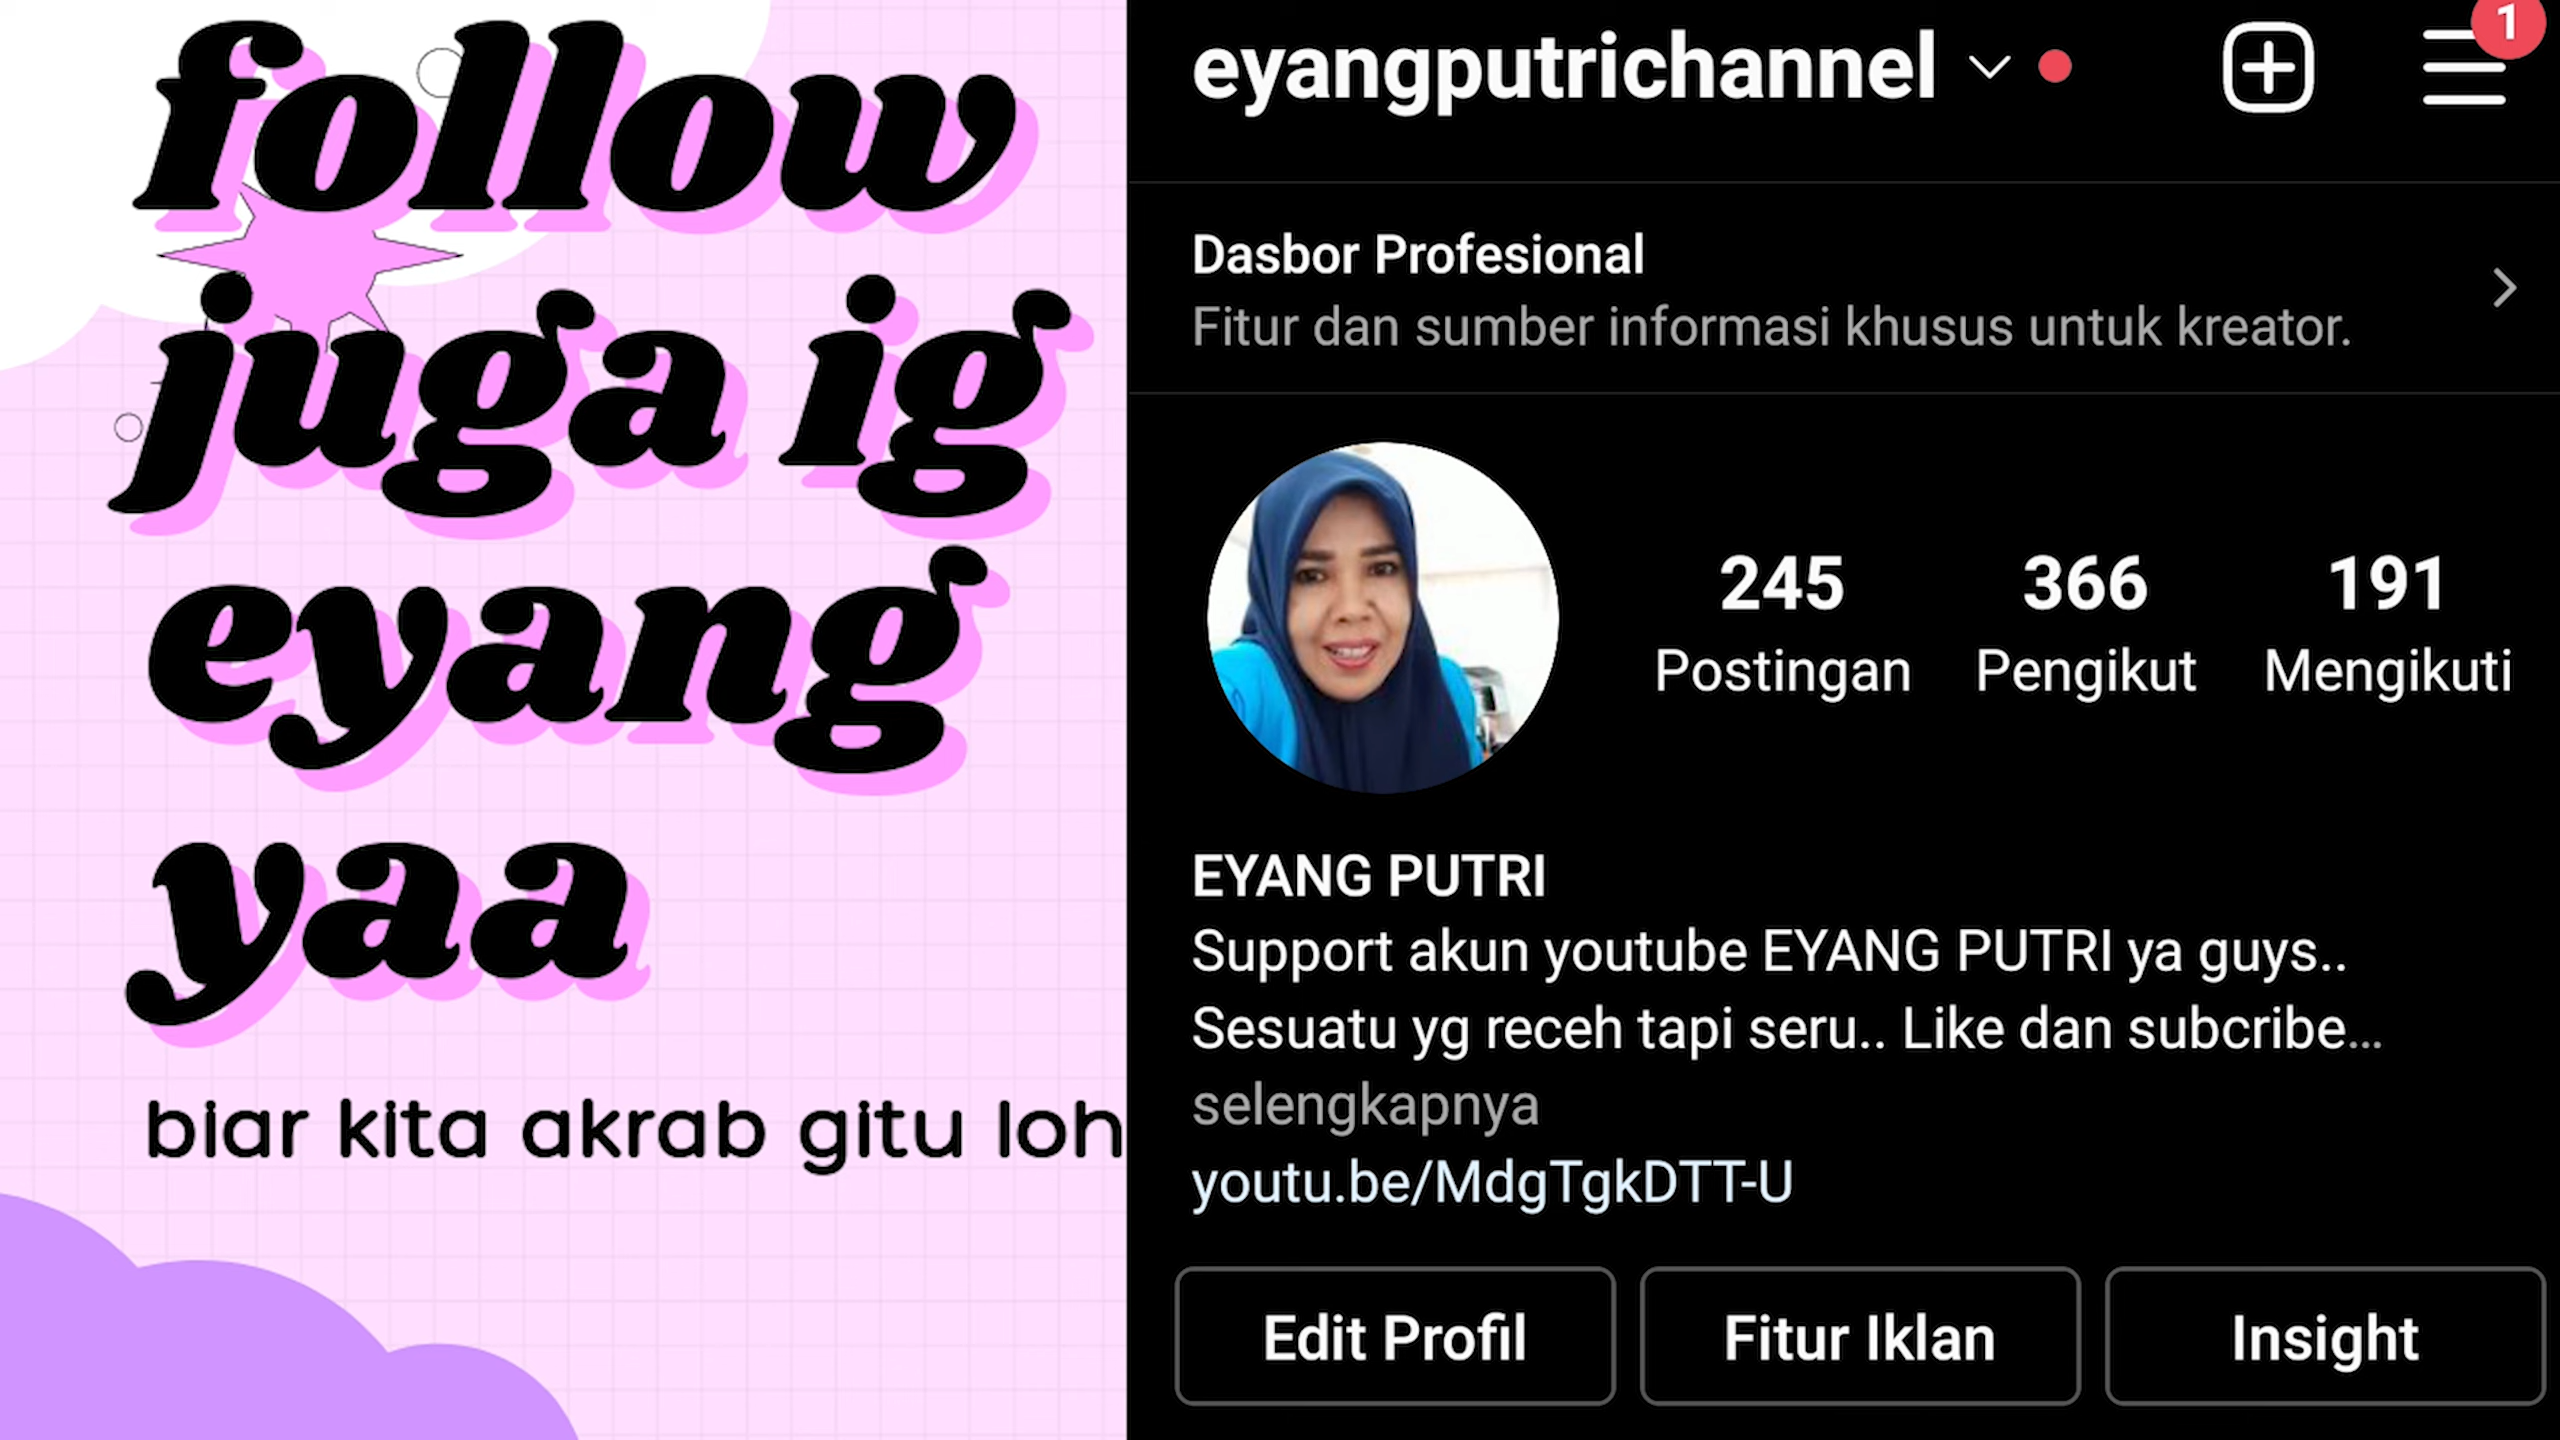 follow
juga ig
eyang
yaa
biar kita akrab gitu loh
eyangputrichannel
1
Dasbor Profesional
Fitur dan sumber informasi khusus untuk kreator.
245 366 191
Postingan Pengikut Mengikuti
EYANG PUTRI
Support akun youtube EYANG PUTRI ya guys..
Sesuatu yg receh tapi seru.. Like dan subcribe...
selengkapnya
youtu.be/MdgTgkDTT-U
Edit Profil Fitur Iklan Insight